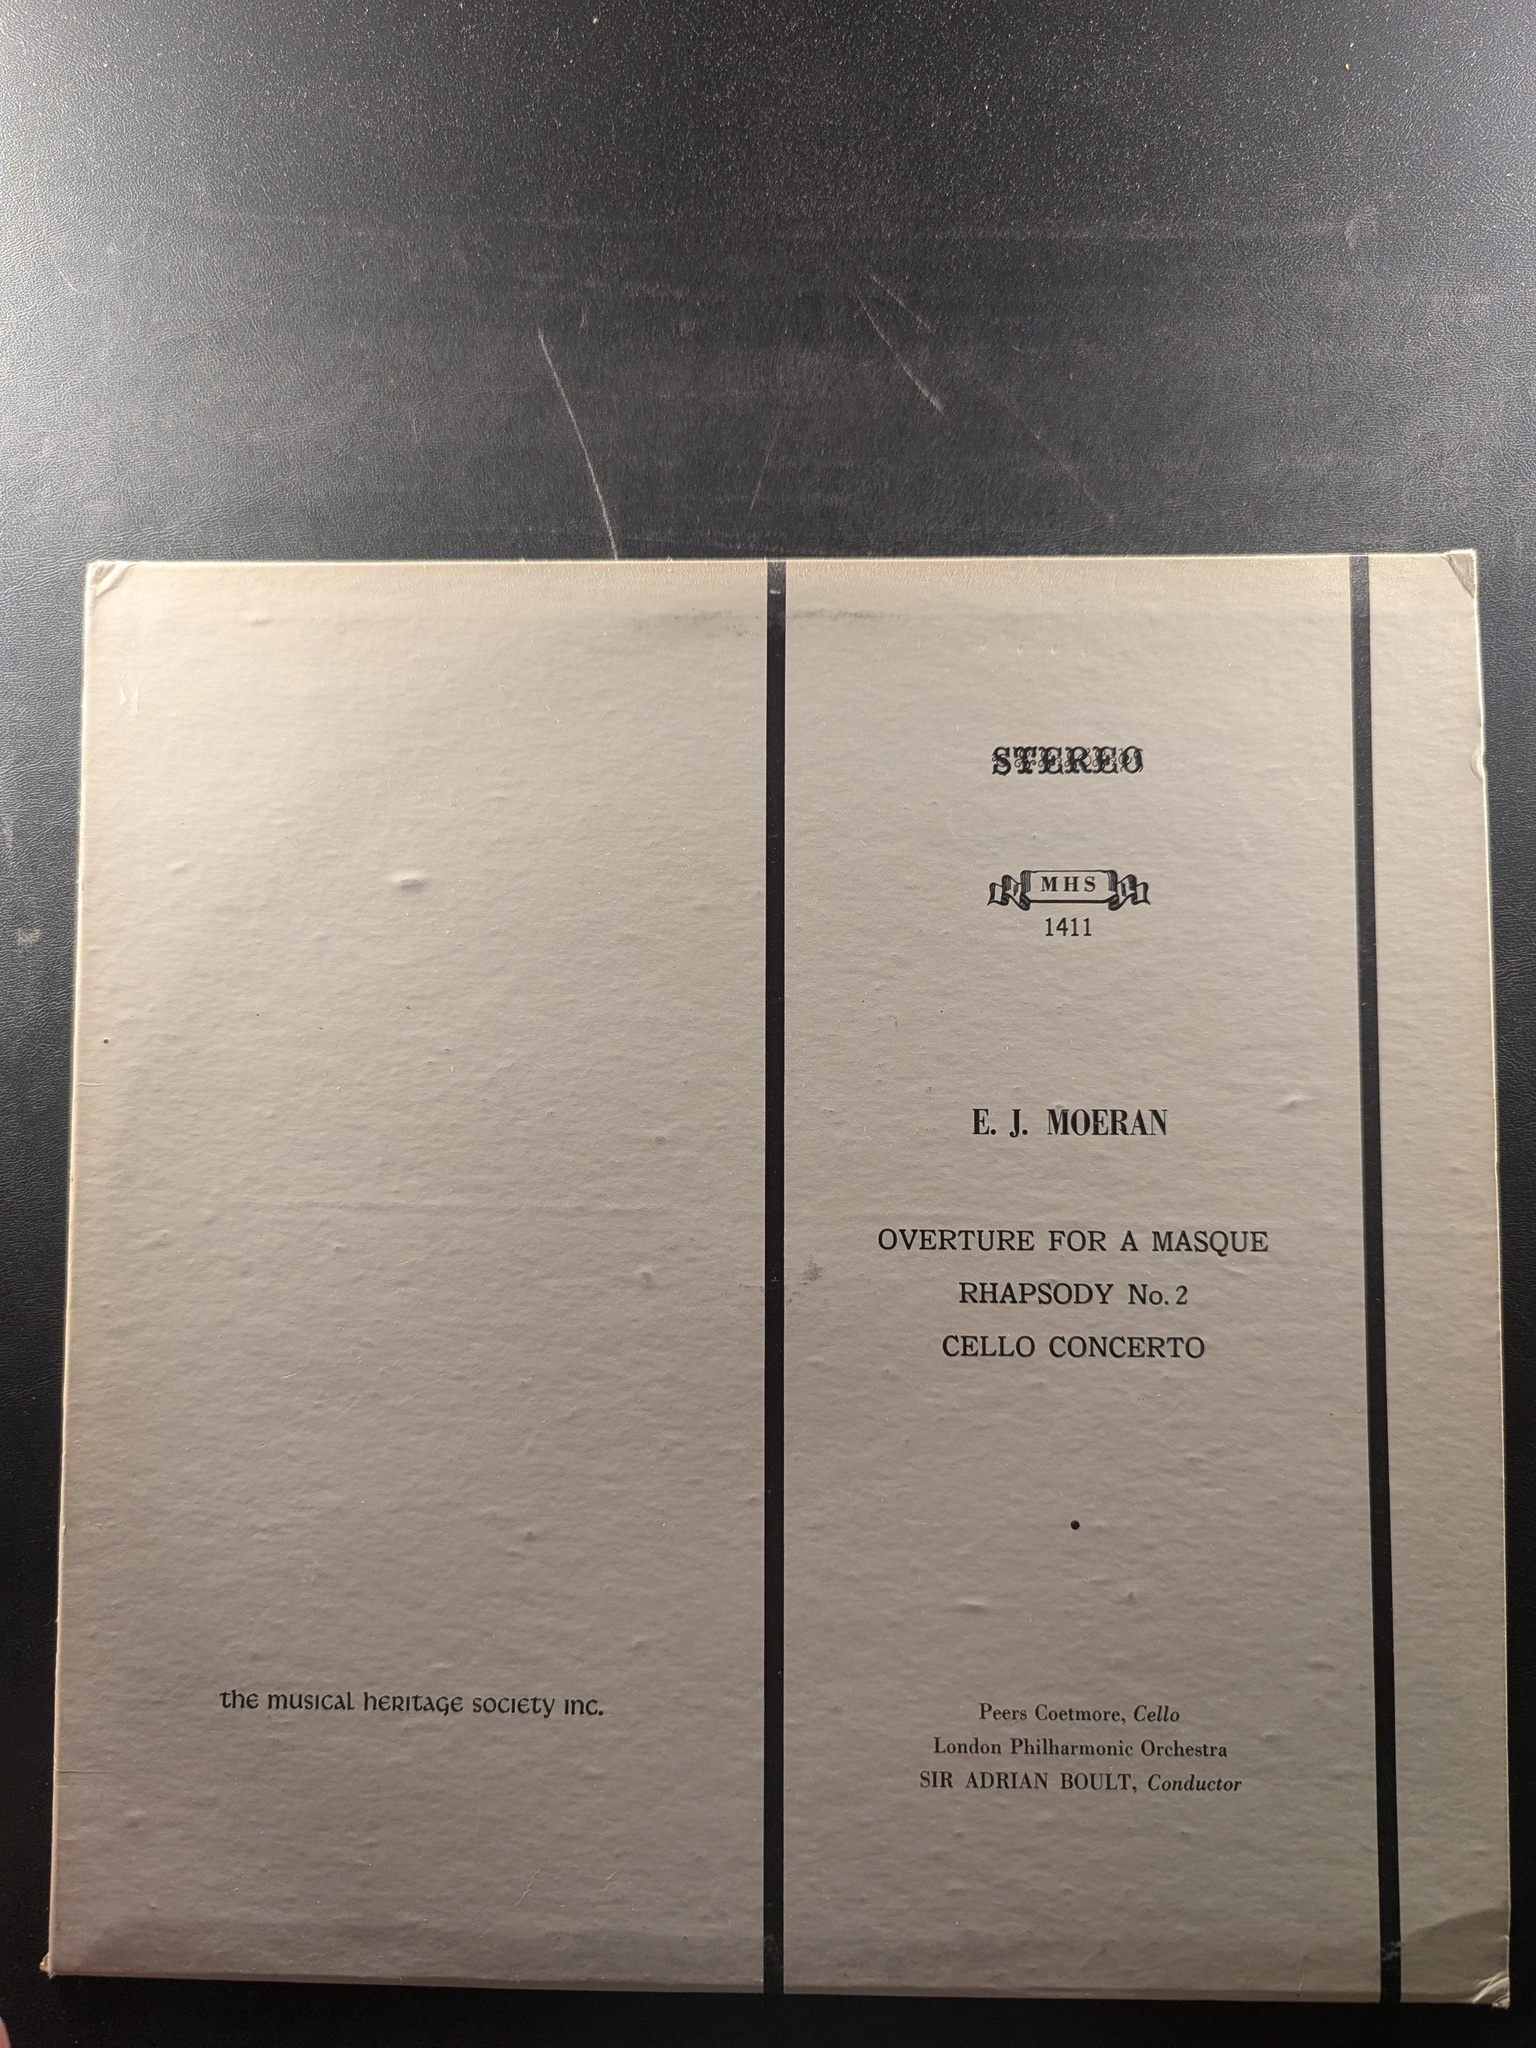 STEREO
MHS
1411
E. J. MOERAN
OVERTURE FOR A MASQUE
RHAPSODY No. 2
CELLO CONCERTO
the musical heritage society inc.
Peers Coetmore, Cello
London Philharmonic Orchestra
SIR ADRIAN BOULT, Conductor